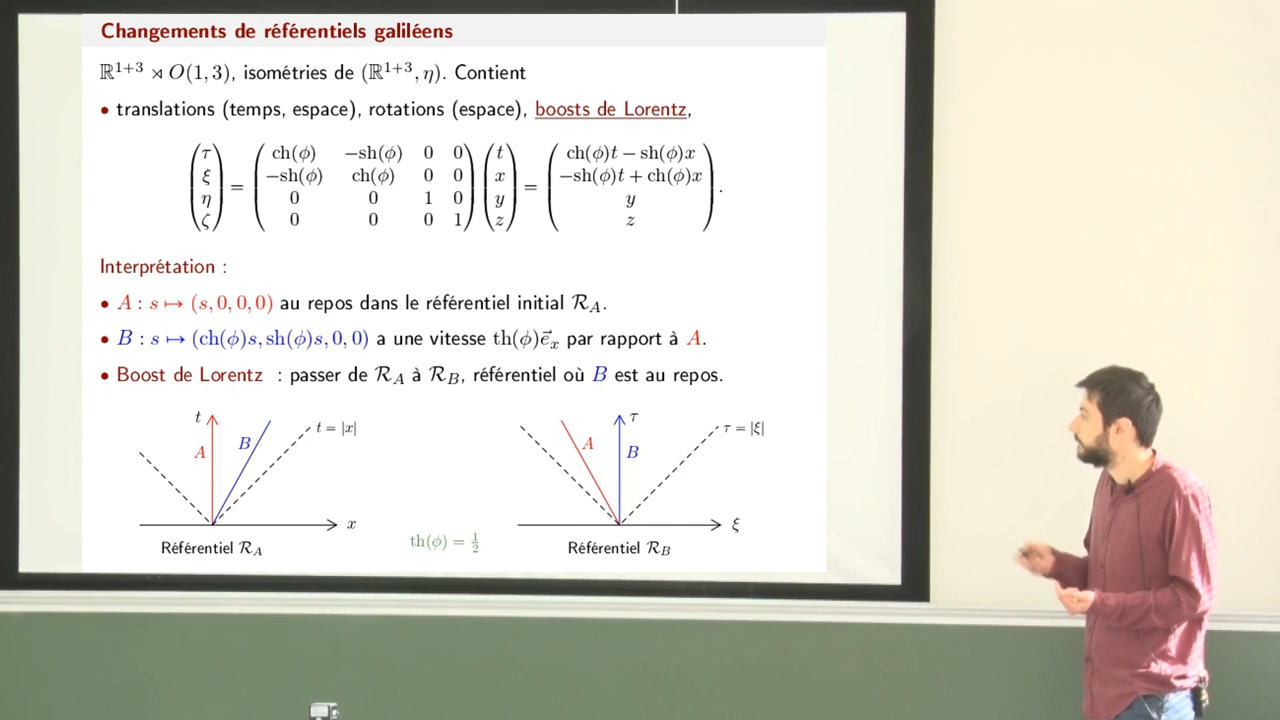 Changements de référentiels galiléens
ℝ¹⁺³ ⋊ O(1, 3), isométries de (ℝ¹⁺³, η). Contient
• translations (temps, espace), rotations (espace), boosts de Lorentz,
(τ ξ η ζ) = (ch(ϕ) −sh(ϕ) 0 0 ; −sh(ϕ) ch(ϕ) 0 0 ; 0 0 1 0 ; 0 0 0 1) (t x y z) = (ch(ϕ)t − sh(ϕ)x ; −sh(ϕ)t + ch(ϕ)x ; y ; z).
Interprétation :
• A : s ↦ (s, 0, 0, 0) au repos dans le référentiel initial 𝓡_A.
• B : s ↦ (ch(ϕ)s, sh(ϕ)s, 0, 0) a une vitesse th(ϕ)e⃗_x par rapport à A.
• Boost de Lorentz : passer de 𝓡_A à 𝓡_B, référentiel où B est au repos.
t
A
B
t = |x|
x
Référentiel 𝓡_A
th(ϕ) = 1/2
τ
A
B
τ = |ξ|
ξ
Référentiel 𝓡_B